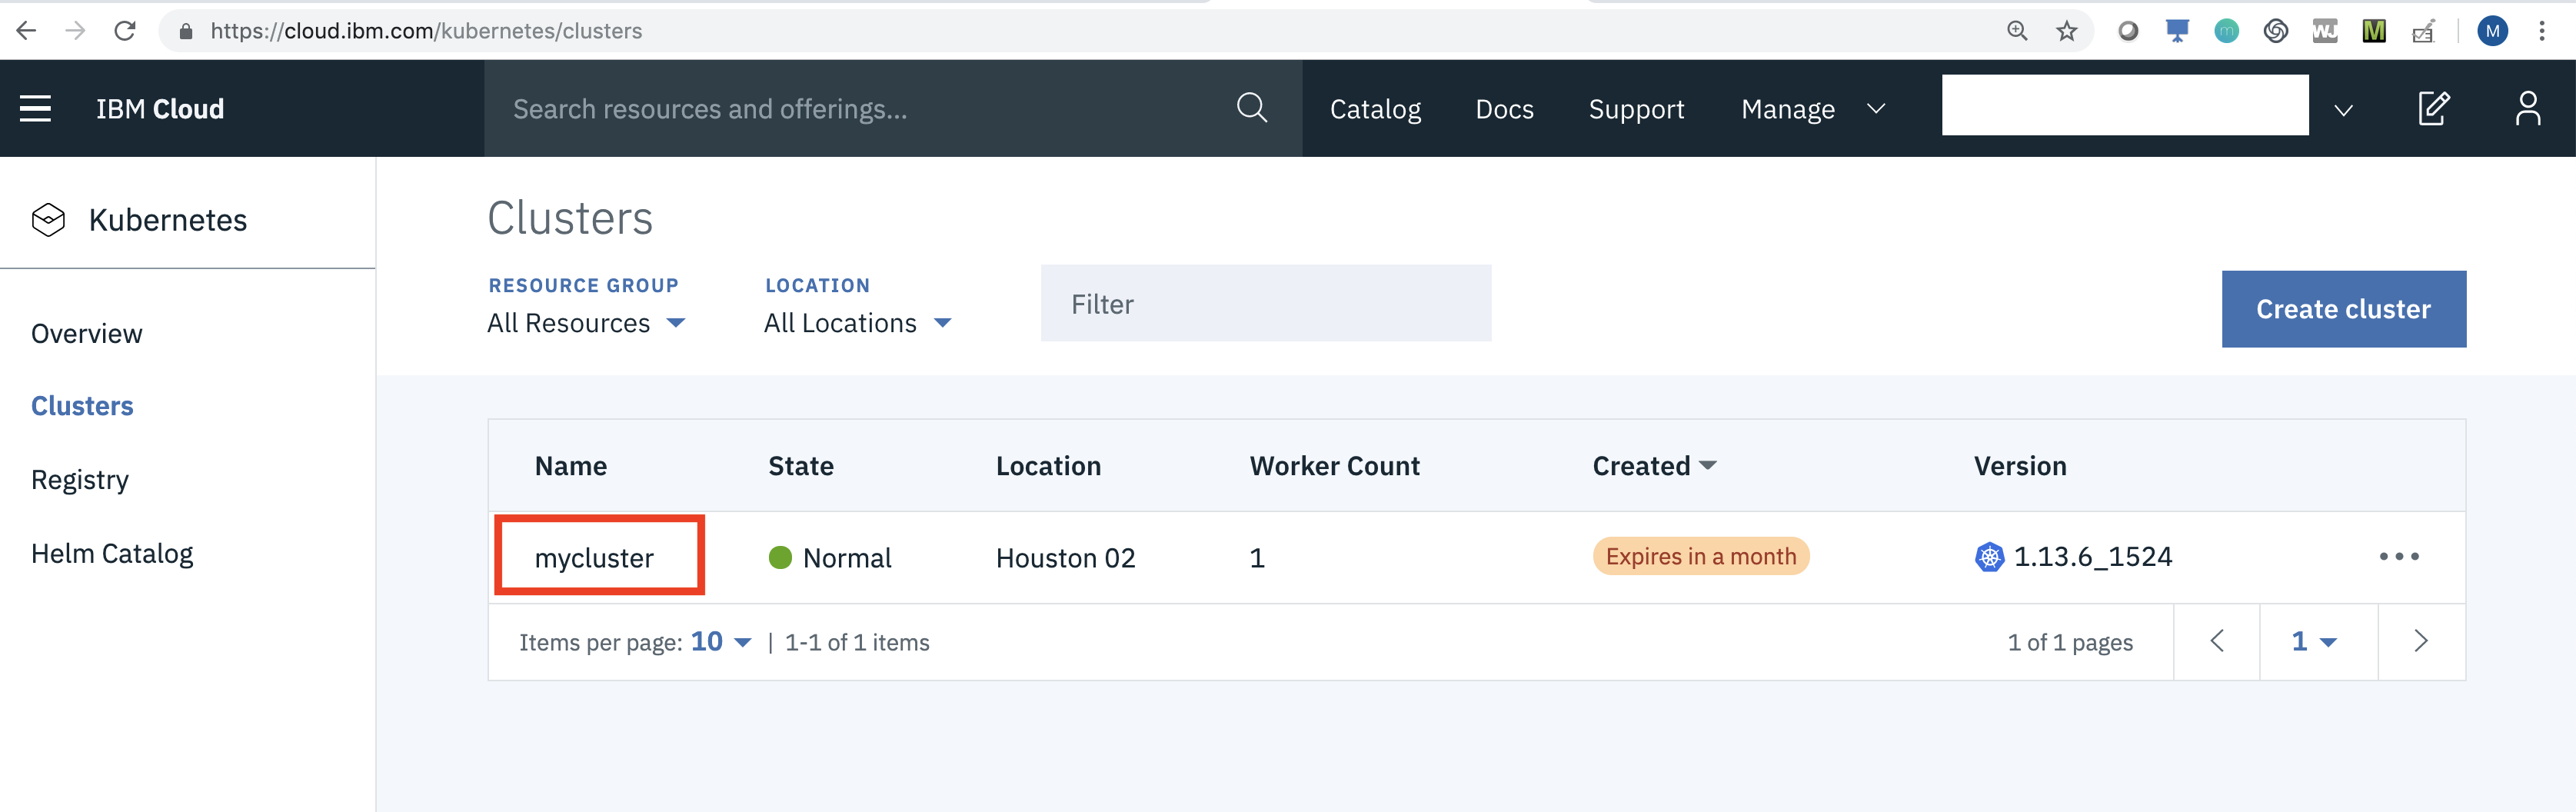 https://cloud.ibm.com/kubernetes/clusters
M
IBM Cloud
Search resources and offerings...
Catalog
Docs
Support
Manage
Kubernetes
Overview
Clusters
Registry
Helm Catalog
Clusters
RESOURCE GROUP
All Resources
LOCATION
All Locations
Filter
Create cluster
Name State Location Worker Count Created Version
mycluster Normal Houston 02 1 Expires in a month 1.13.6_1524
Items per page: 10 | 1-1 of 1 items
1 of 1 pages
1